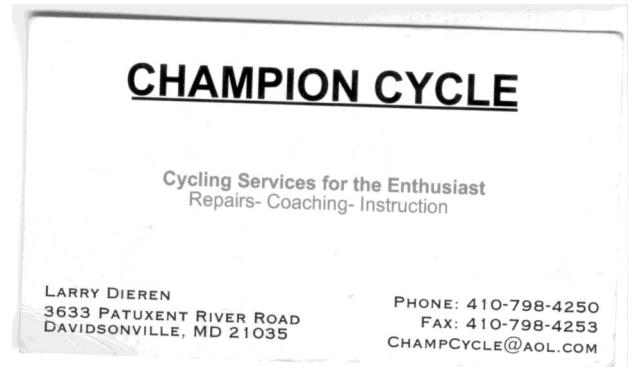 CHAMPION CYCLE
Cycling Services for the Enthusiast
Repairs- Coaching- Instruction
LARRY DIEREN
3633 PATUXENT RIVER ROAD
DAVIDSONVILLE, MD 21035
PHONE: 410-798-4250
FAX: 410-798-4253
CHAMPCYCLE@AOL.COM